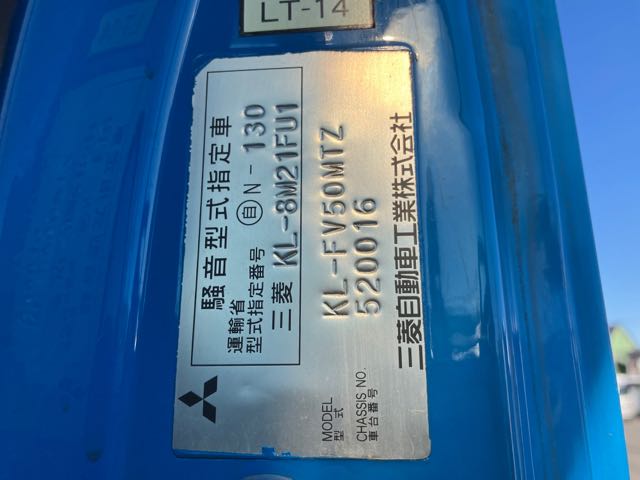 LT-14
騒音型式指定車
運輸省
型式指定番号 自 N- 130
三菱 KL-8M21FU1
MODEL
型式 KL-FV50MTZ
CHASSIS NO.
車台番号 520016
三菱自動車工業株式会社